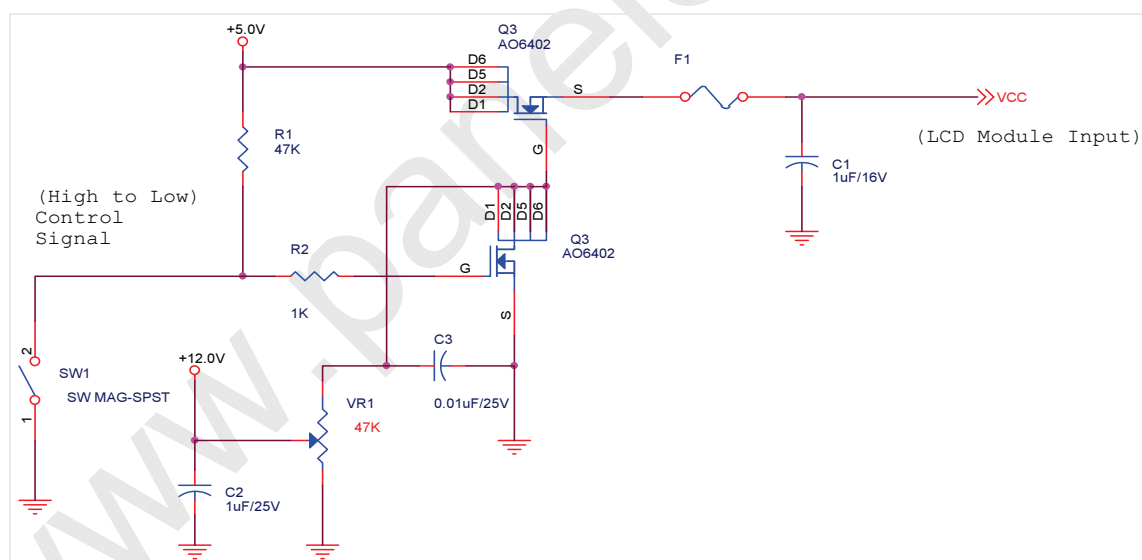 www.panel
+5.0V
Q3
AO6402
D6
D5
D2
D1
S
G
F1
VCC
(LCD Module Input)
C1
1uF/16V
R1
47K
(High to Low)
Control
Signal
D1
D2
D5
D6
Q3
AO6402
R2
1K
G
S
+12.0V
C3
0.01uF/25V
2
SW1
SW MAG-SPST
1
VR1
47K
C2
1uF/25V